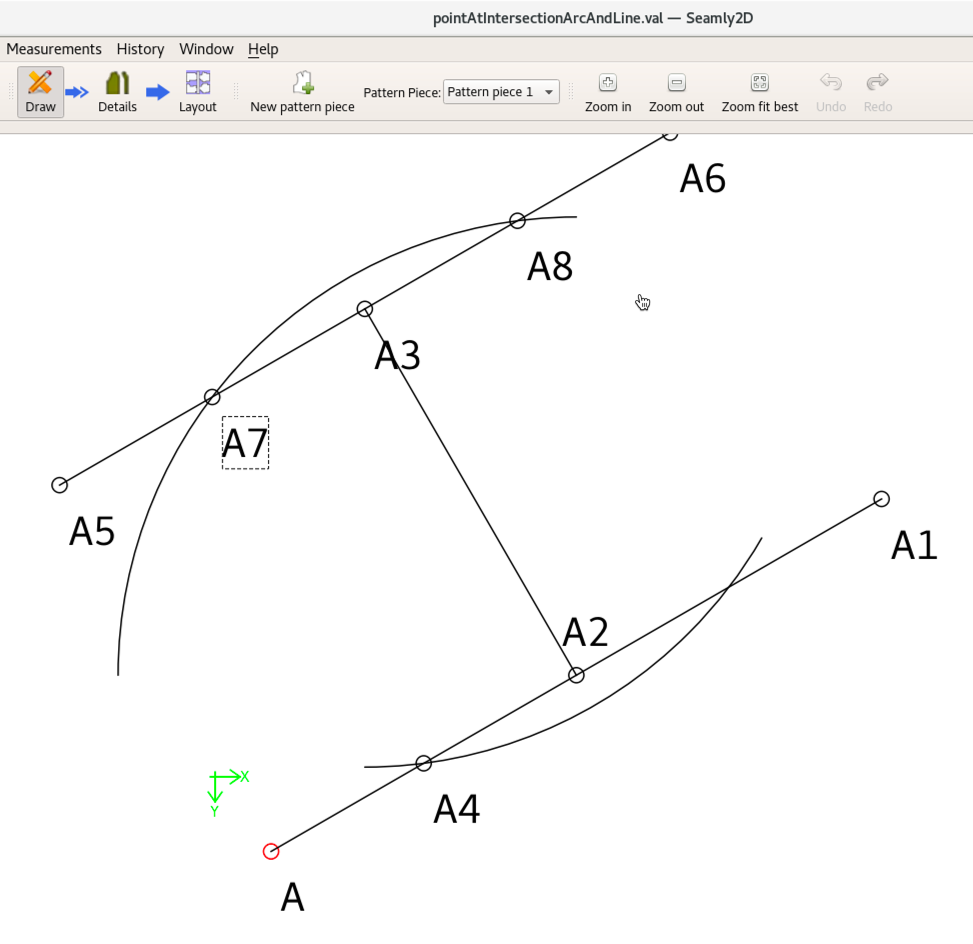 pointAtIntersectionArcAndLine.val — Seamly2D
Measurements History Window Help
Draw Details Layout New pattern piece Pattern Piece: Pattern piece 1 Zoom in Zoom out Zoom fit best Undo Redo
A6
A8
A3
A7
A5
A1
A2
X
Y
A4
A